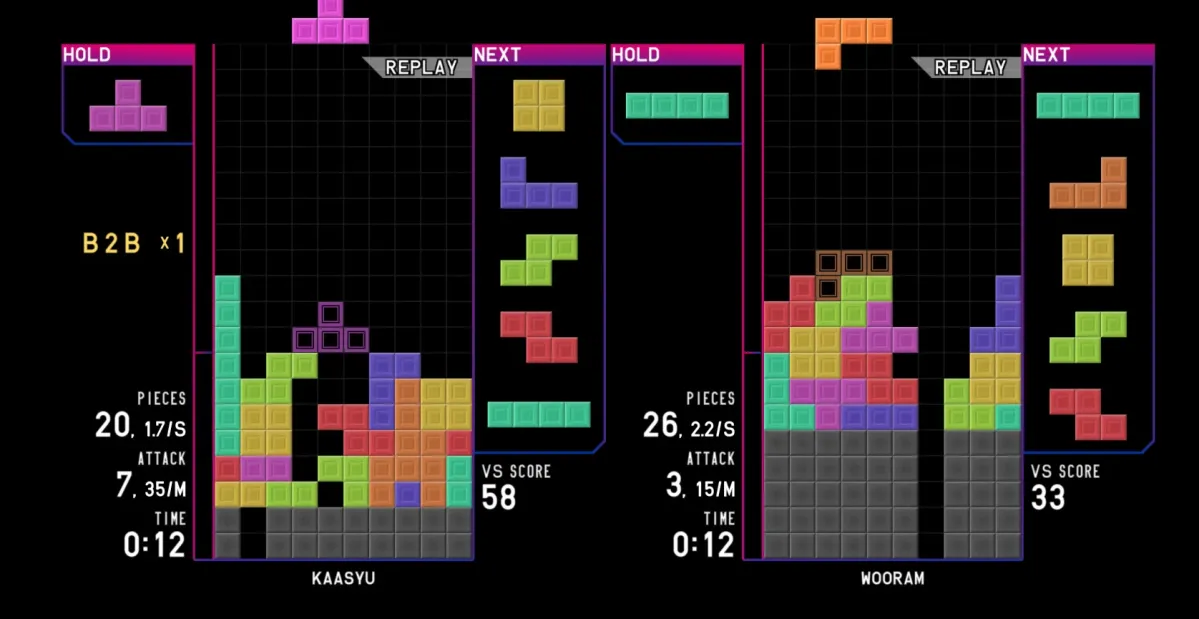 HOLD
REPLAY
NEXT
B2B ×1
PIECES
20, 1.7/S
ATTACK
7, 35/M
TIME
0:12
VS SCORE
58
KAASYU
HOLD
REPLAY
NEXT
PIECES
26, 2.2/S
ATTACK
3, 15/M
TIME
0:12
VS SCORE
33
WOORAM